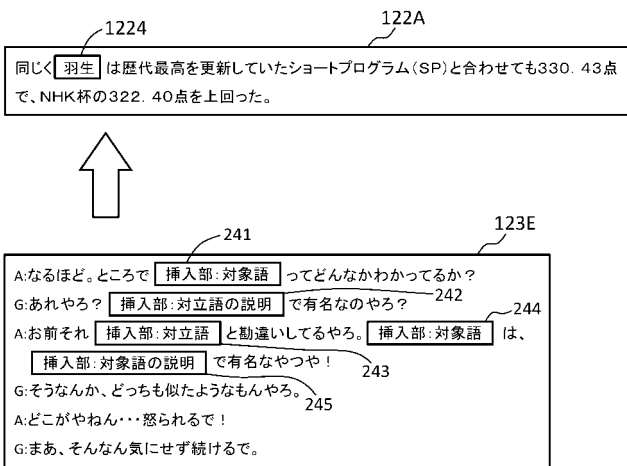 1224
122A
同じく 羽生 は歴代最高を更新していたショートプログラム(SP)と合わせても330.43点
で、NHK杯の322.40点を上回った。
123E
241
A:なるほど。ところで 挿入部:対象語 ってどんなかわかってるか?
G:あれやろ? 挿入部:対立語の説明 で有名なのやろ?
242
244
A:お前それ 挿入部:対立語 と勘違いしてるやろ。 挿入部:対象語 は、
挿入部:対象語の説明 で有名なやつや!
243
G:そうなんか、どっちも似たようなもんやろ。
245
A:どこがやねん・・・怒られるで!
G:まあ、そんなん気にせず続けるで。